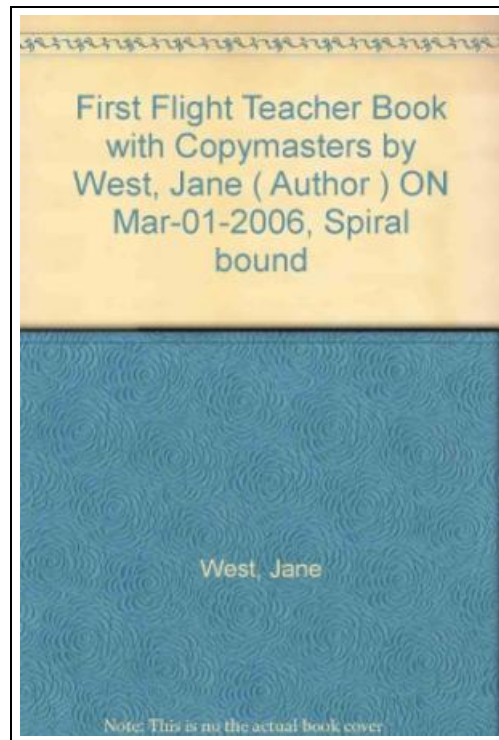 First Flight Teacher Book
with Copymasters by
West, Jane ( Author ) ON
Mar-01-2006, Spiral
bound
West, Jane
Note: This is no the actual book cover